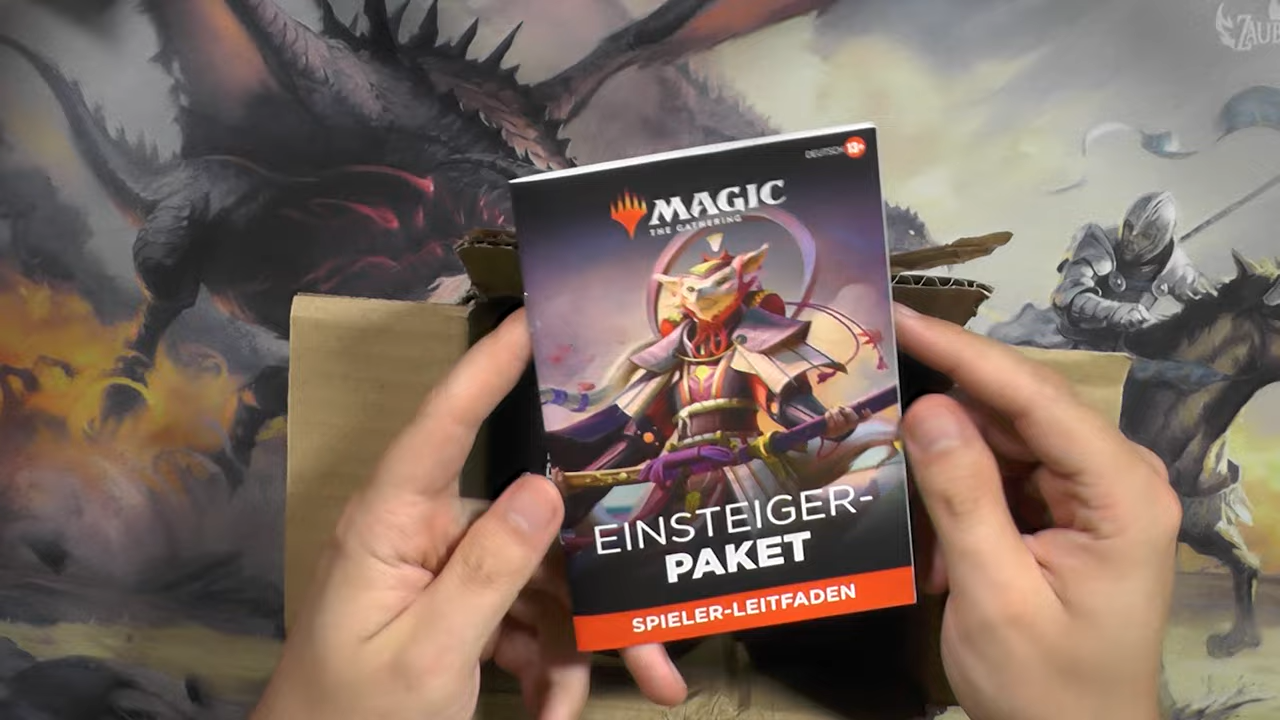 DEUTSCH 13+
MAGIC
THE GATHERING
EINSTEIGER-
PAKET
SPIELER-LEITFADEN